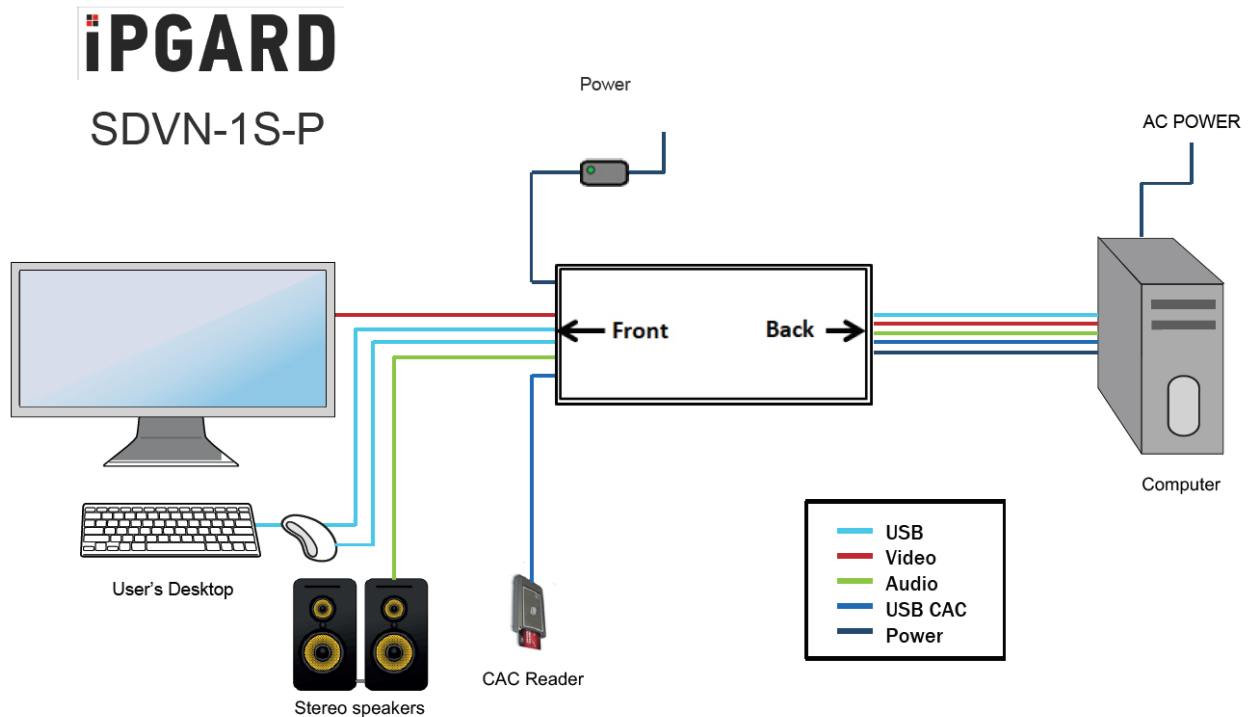 iPGARD
SDVN-1S-P
Power
AC POWER
Front
Back
Computer
USB
Video
Audio
USB CAC
Power
User's Desktop
CAC Reader
Stereo speakers